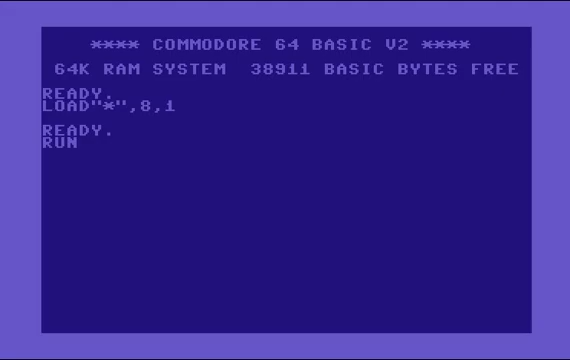 **** COMMODORE 64 BASIC V2 ****
64K RAM SYSTEM  38911 BASIC BYTES FREE
READY.
LOAD"*",8,1
READY.
RUN